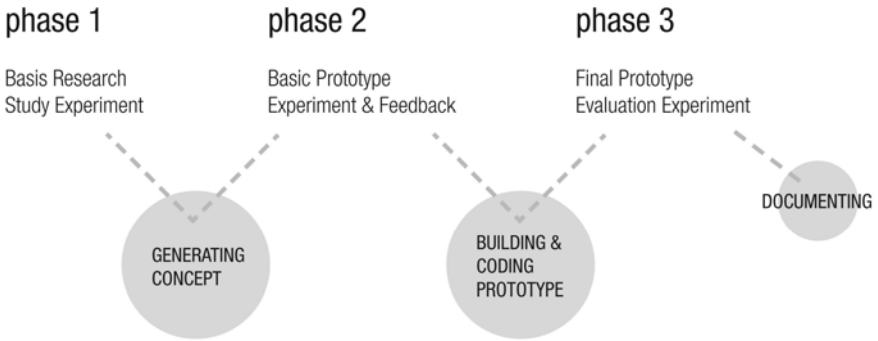 phase 1
Basis Research
Study Experiment
phase 2
Basic Prototype
Experiment & Feedback
phase 3
Final Prototype
Evaluation Experiment
GENERATING
CONCEPT
BUILDING &
CODING
PROTOTYPE
DOCUMENTING